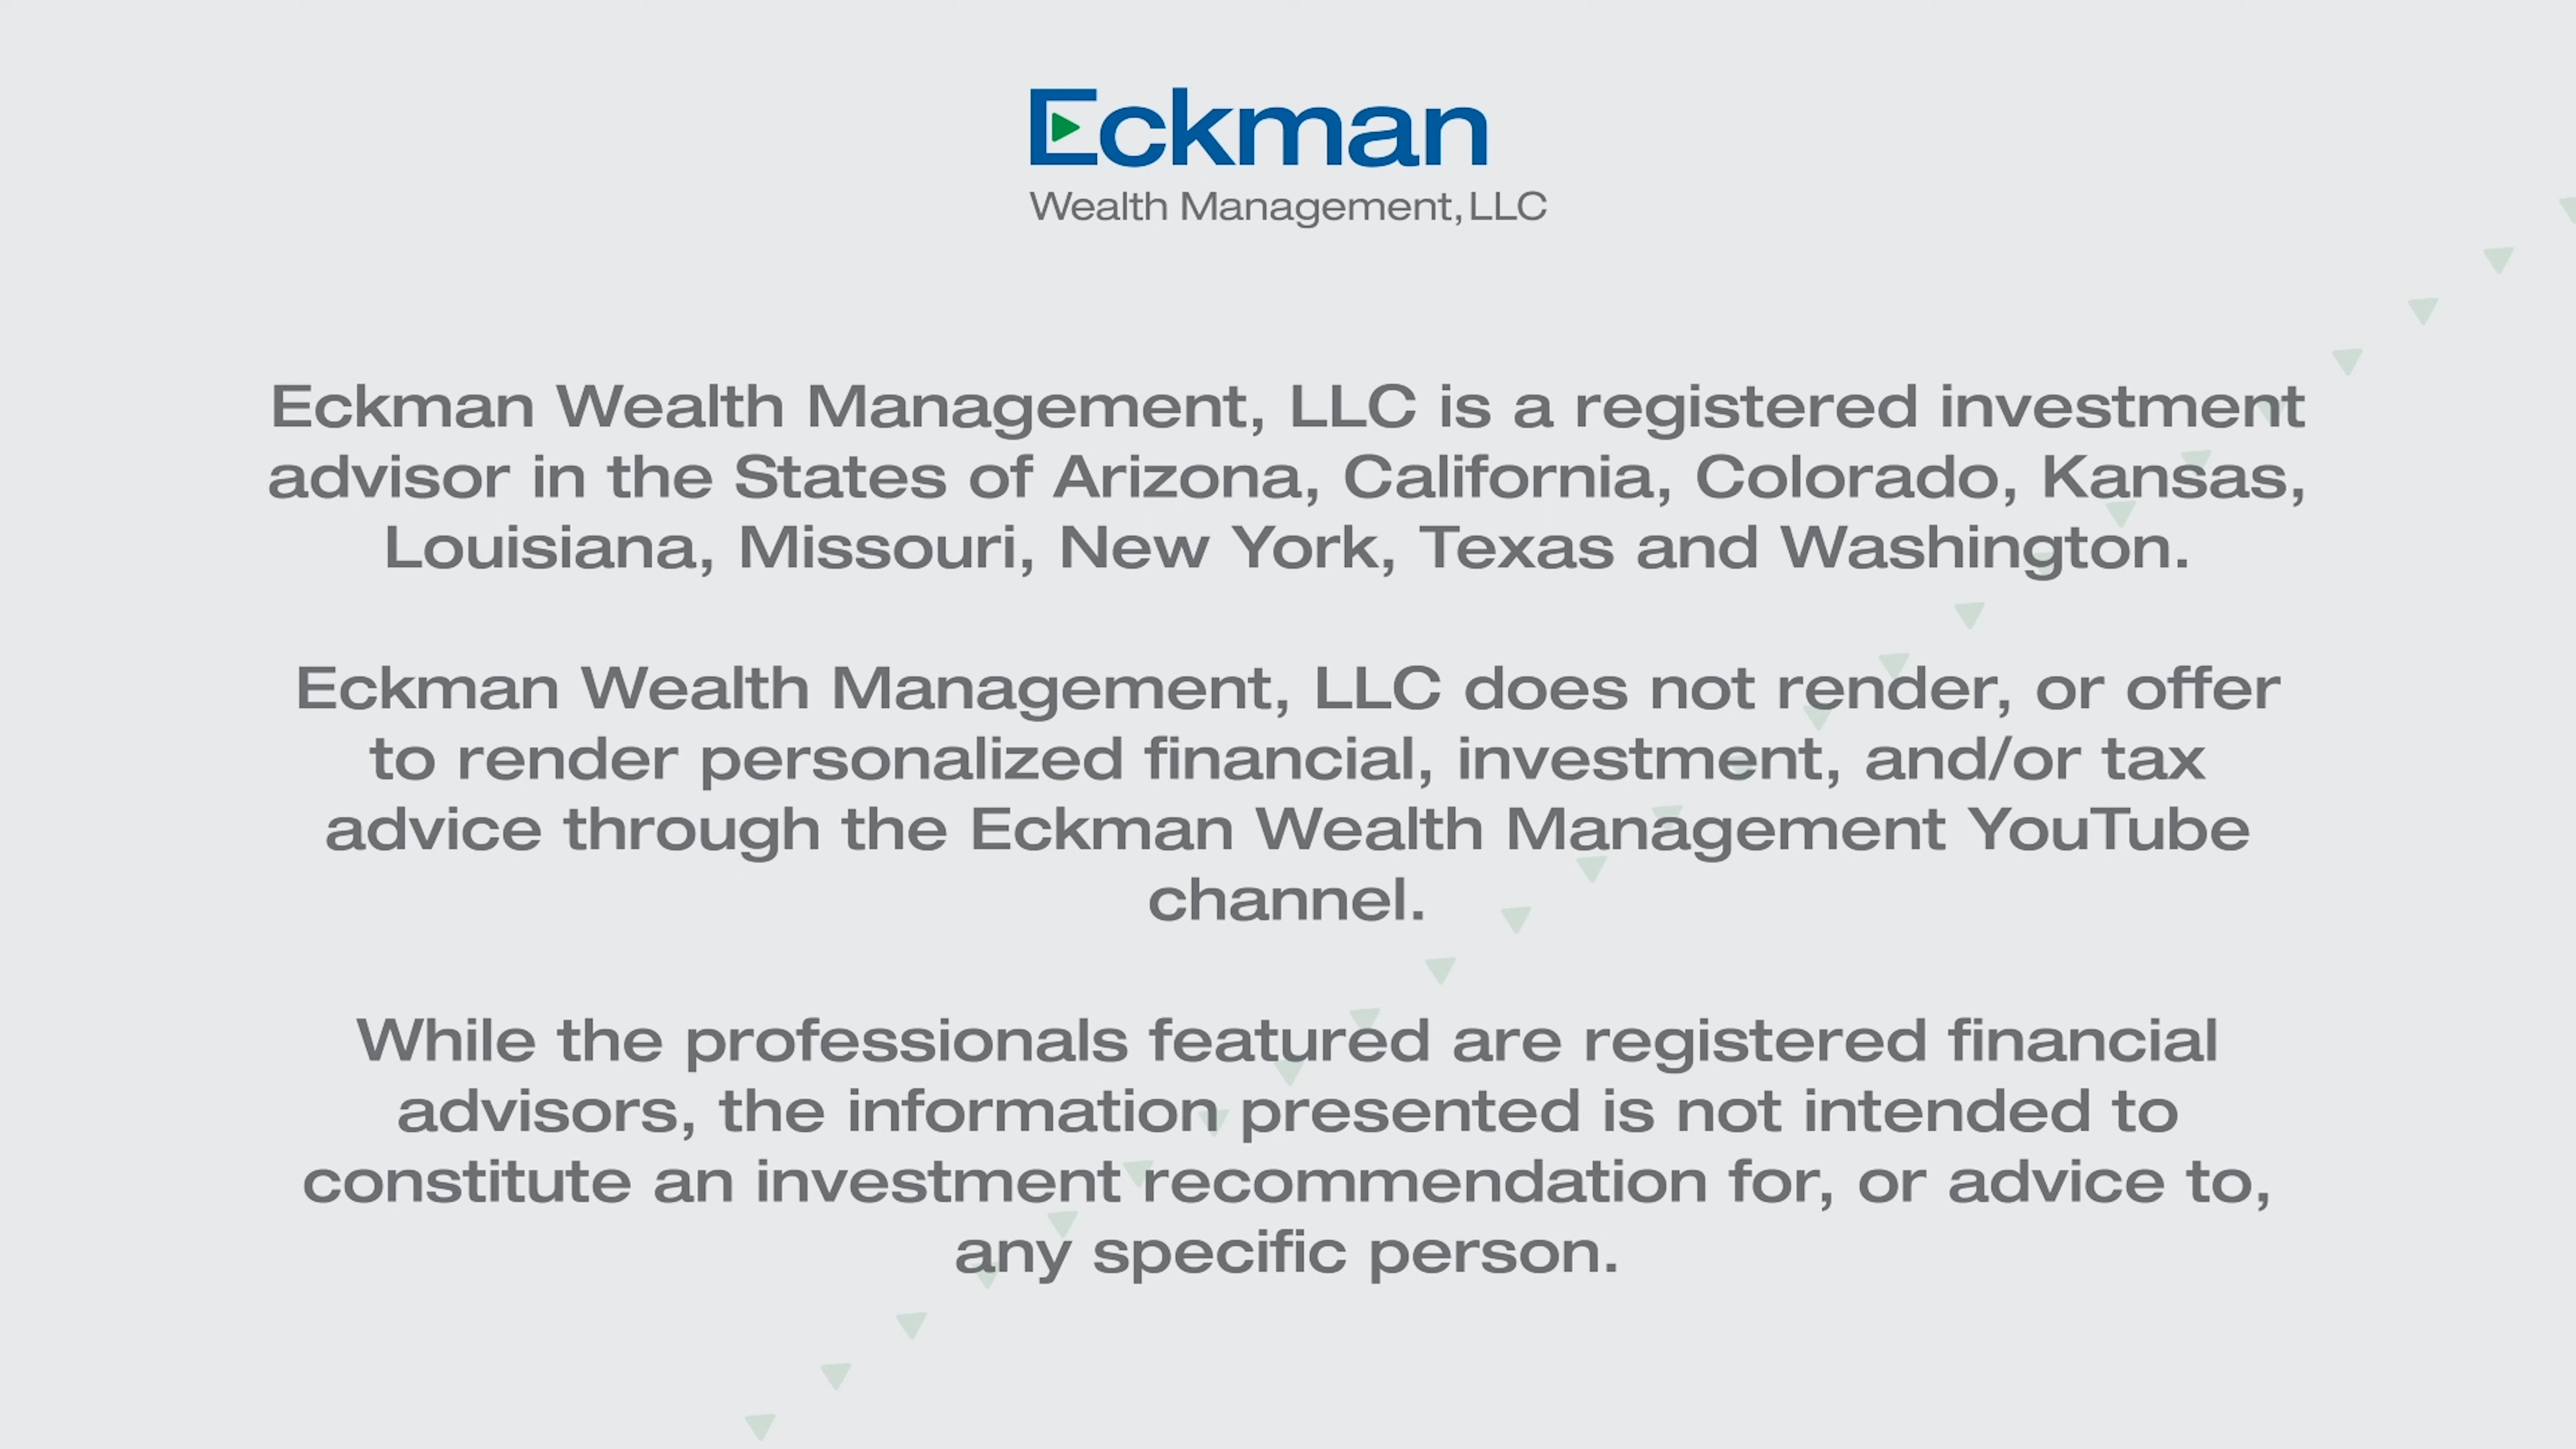 Eckman
Wealth Management, LLC
Eckman Wealth Management, LLC is a registered investment
advisor in the States of Arizona, California, Colorado, Kansas,
Louisiana, Missouri, New York, Texas and Washington.
Eckman Wealth Management, LLC does not render, or offer
to render personalized financial, investment, and/or tax
advice through the Eckman Wealth Management YouTube
channel.
While the professionals featured are registered financial
advisors, the information presented is not intended to
constitute an investment recommendation for, or advice to,
any specific person.